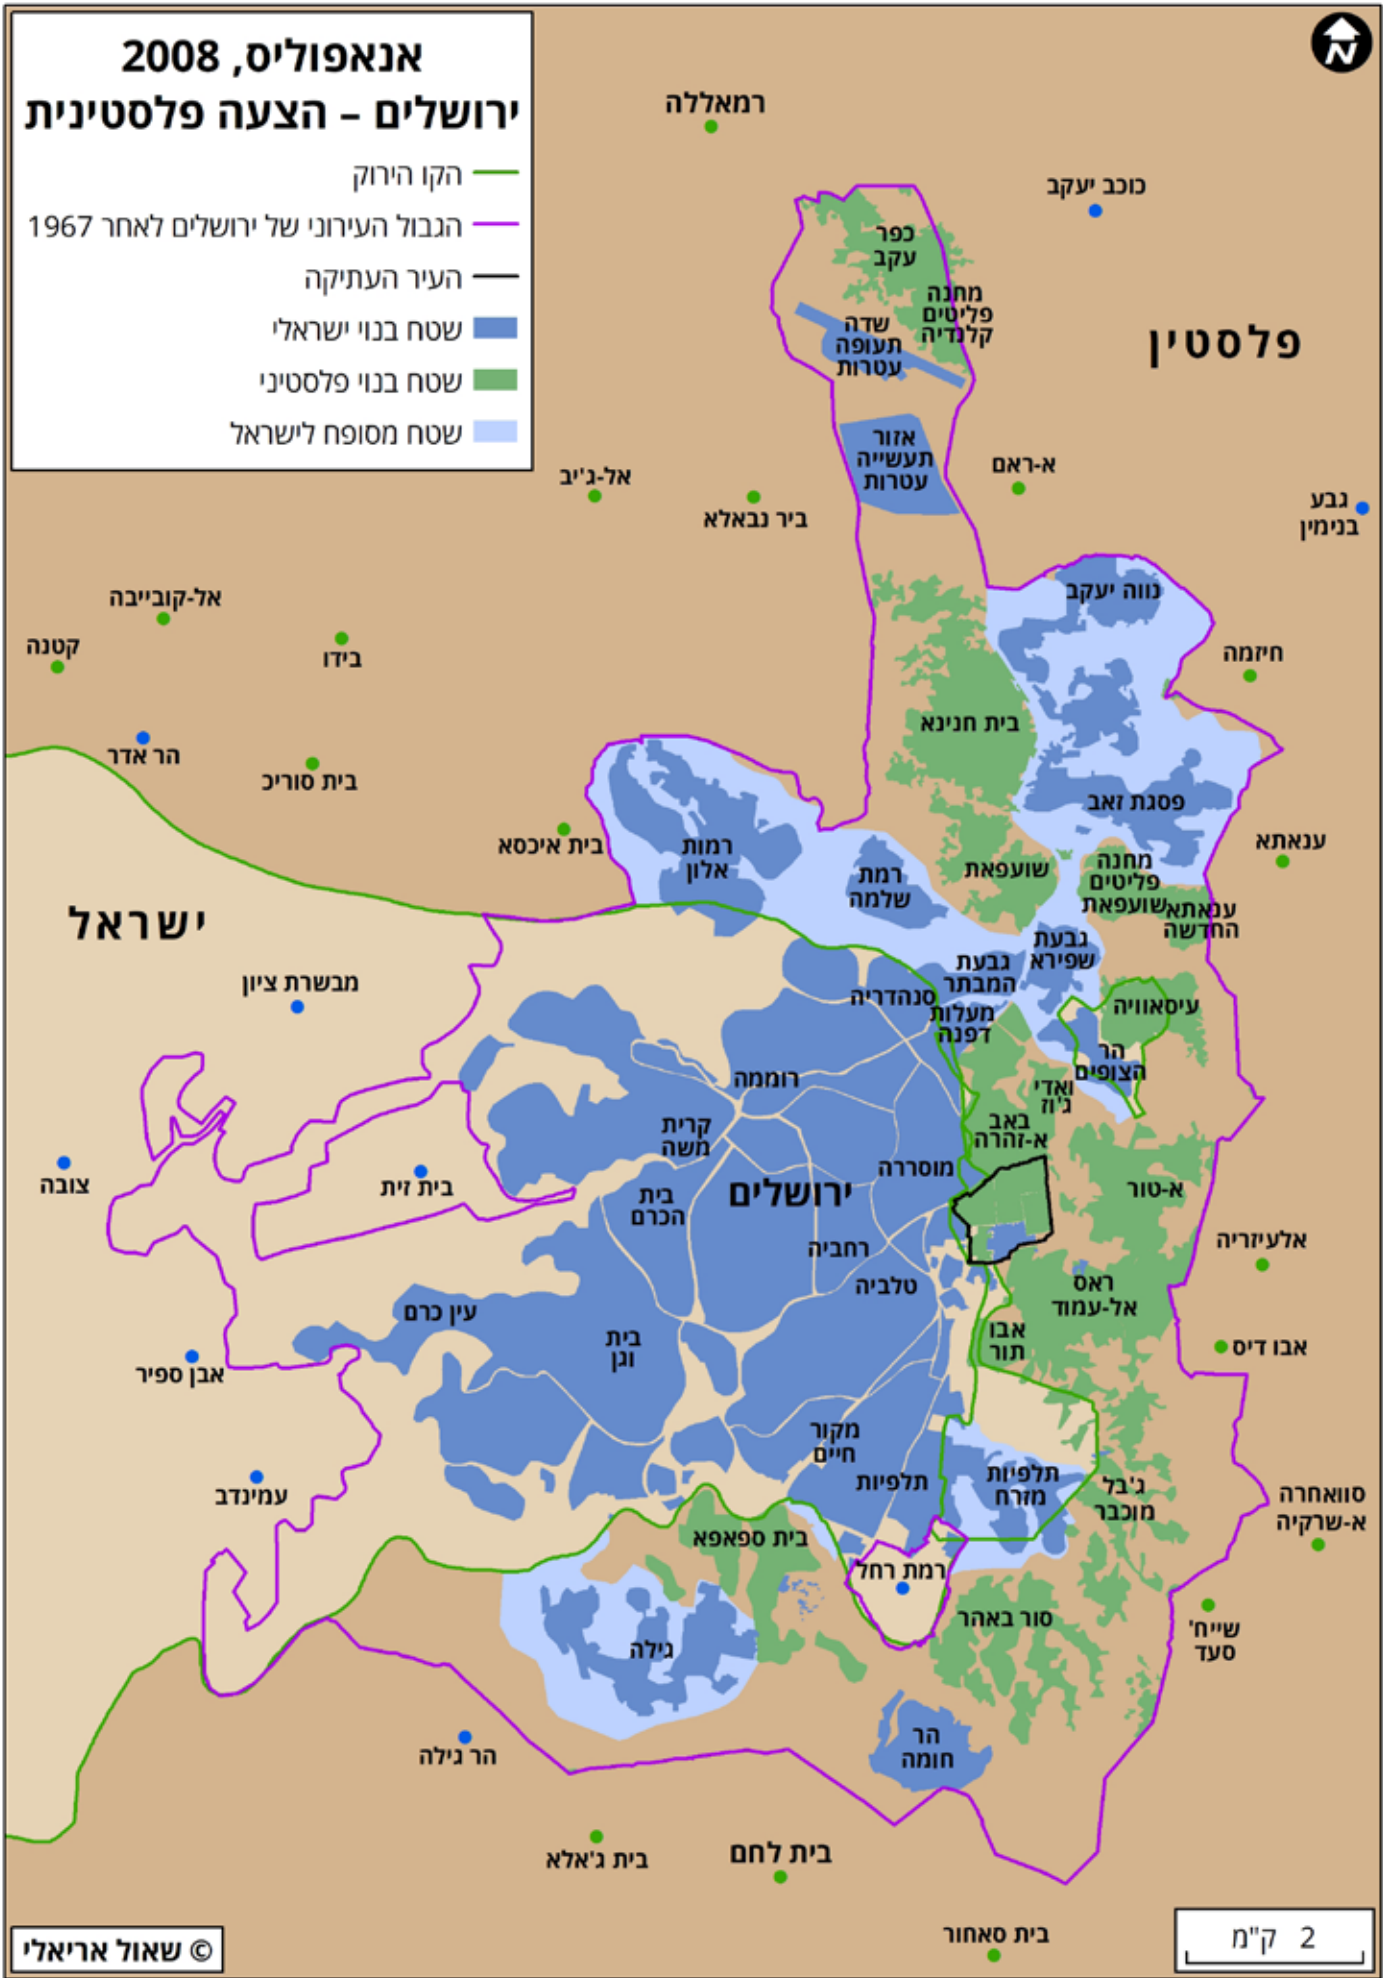 אנאפוליס, 2008
ירושלים – הצעה פלסטינית
הקו הירוק
הגבול העירוני של ירושלים לאחר 1967
העיר העתיקה
שטח בנוי ישראלי
שטח בנוי פלסטיני
שטח מסופח לישראל
N
רמאללה
כוכב יעקב
כפר
עקב
מחנה
פליטים
קלנדיה
שדה
תעופה
עטרות
פלסטין
אזור
תעשייה
עטרות
א-ראם
אל-ג'יב
ביר נבאלא
גבע
בנימין
נווה יעקב
אל-קובייבה
קטנה
בידו
חיזמה
בית חנינא
הר אדר
בית סוריכ
פסגת זאב
בית איכסא
רמות
אלון
רמת
שלמה
שועפאת
מחנה
פליטים
שועפאת
ענאתא
ענאתא
החדשה
ישראל
גבעת
שפירא
גבעת
המבתר
מבשרת ציון
סנהדריה
מעלות
דפנה
עיסאוויה
הר
הצופים
רוממה
ואדי
ג'וז
באב
א-זהרה
קרית
משה
מוסררה
צובה
בית זית
ירושלים
בית
הכרם
א-טור
רחביה
אלעיזריה
טלביה
ראס
אל-עמוד
עין כרם
אבו
תור
בית
וגן
אבו דיס
אבן ספיר
מקור
חיים
תלפיות
תלפיות
מזרח
ג'בל
מוכבר
עמינדב
סוואחרה
א-שרקיה
בית ספאפא
רמת רחל
סור באהר
שייח'
סעד
גילה
הר
חומה
הר גילה
בית ג'אלא
בית לחם
בית סאחור
2 ק"מ
© שאול אריאלי